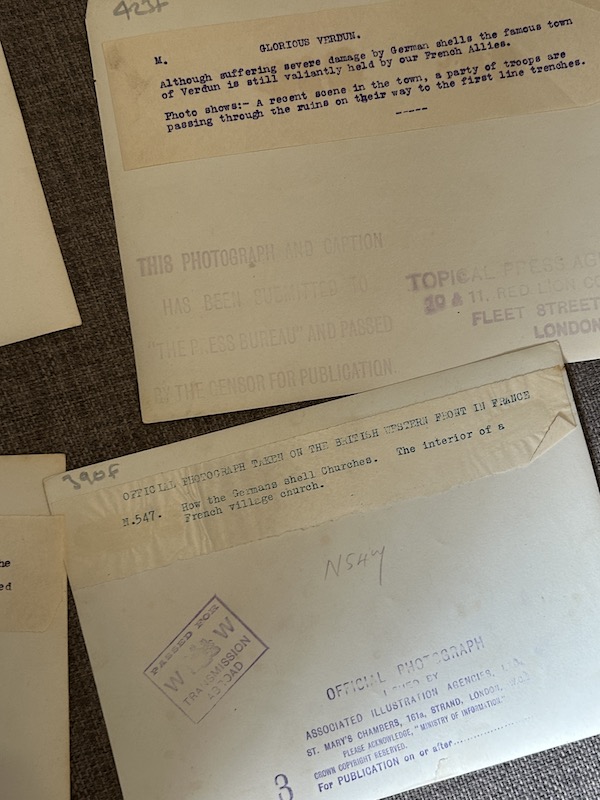 423f
GLORIOUS VERDUN.
M.
Although suffering severe damage by German shells the famous town
of Verdun is still valiantly held by our French Allies.
Photo shows:- A recent scene in the town, a party of troops are
passing through the ruins on their way to the first line trenches.
-----
THIS PHOTOGRAPH AND CAPTION
HAS BEEN SUBMITTED TO
"THE PRESS BUREAU" AND PASSED
BY THE CENSOR FOR PUBLICATION.
TOPICAL PRESS
10 & 11, RED LION
FLEET STREET
LONDON
390f
OFFICIAL PHOTOGRAPH TAKEN ON THE BRITISH WESTERN FRONT IN FRANCE
N.547. How the Germans shell Churches. The interior of a
French village church.
N547
PASSED FOR
W W
TRANSMISSION
ABROAD
OFFICIAL PHOTOGRAPH
ISSUED BY
ASSOCIATED ILLUSTRATION AGENCIES,
ST. MARY'S CHAMBERS, 161a, STRAND, LONDON,
PLEASE ACKNOWLEDGE, "MINISTRY OF INFORMATION."
CROWN COPYRIGHT RESERVED.
For PUBLICATION on or after
3
he
ed